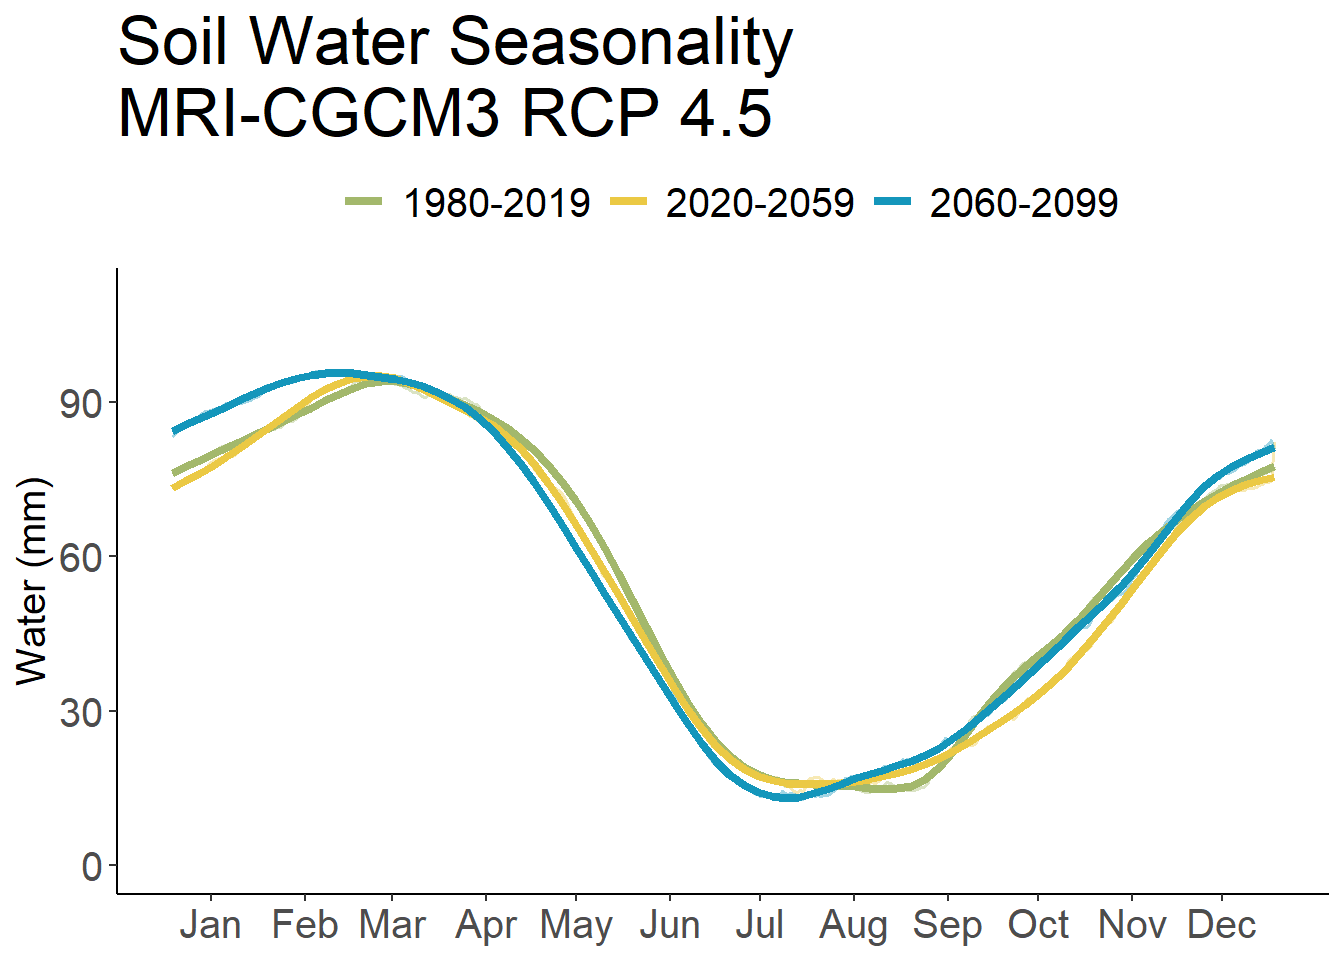 Soil Water Seasonality
MRI-CGCM3 RCP 4.5
1980-2019 2020-2059 2060-2099
Water (mm)
90
60
30
0
Jan Feb Mar Apr May Jun Jul Aug Sep Oct Nov Dec